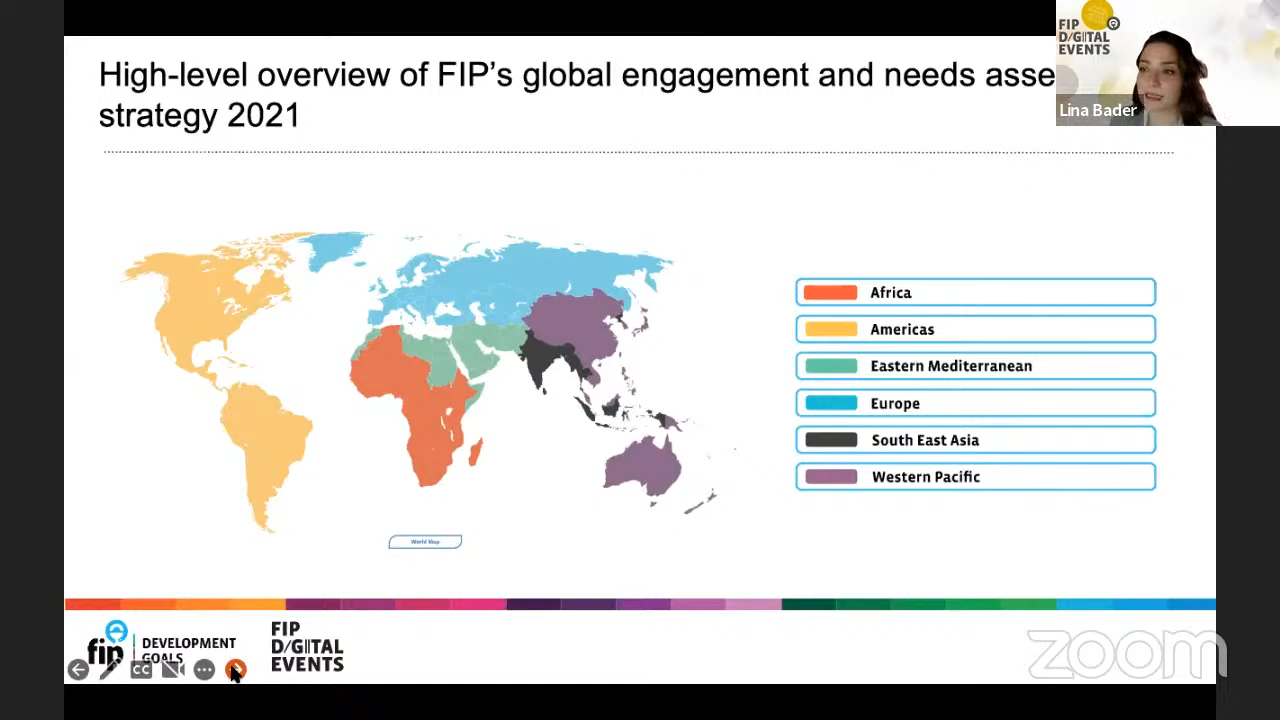 High-level overview of FIP's global engagement and needs asse
strategy 2021
FIP
D/G/TAL
EVENTS
Lina Bader
Africa
Americas
Eastern Mediterranean
Europe
South East Asia
Western Pacific
World Map
fip
DEVELOPMENT
GOALS
FIP
D/G/TAL
EVENTS
CC
zoom